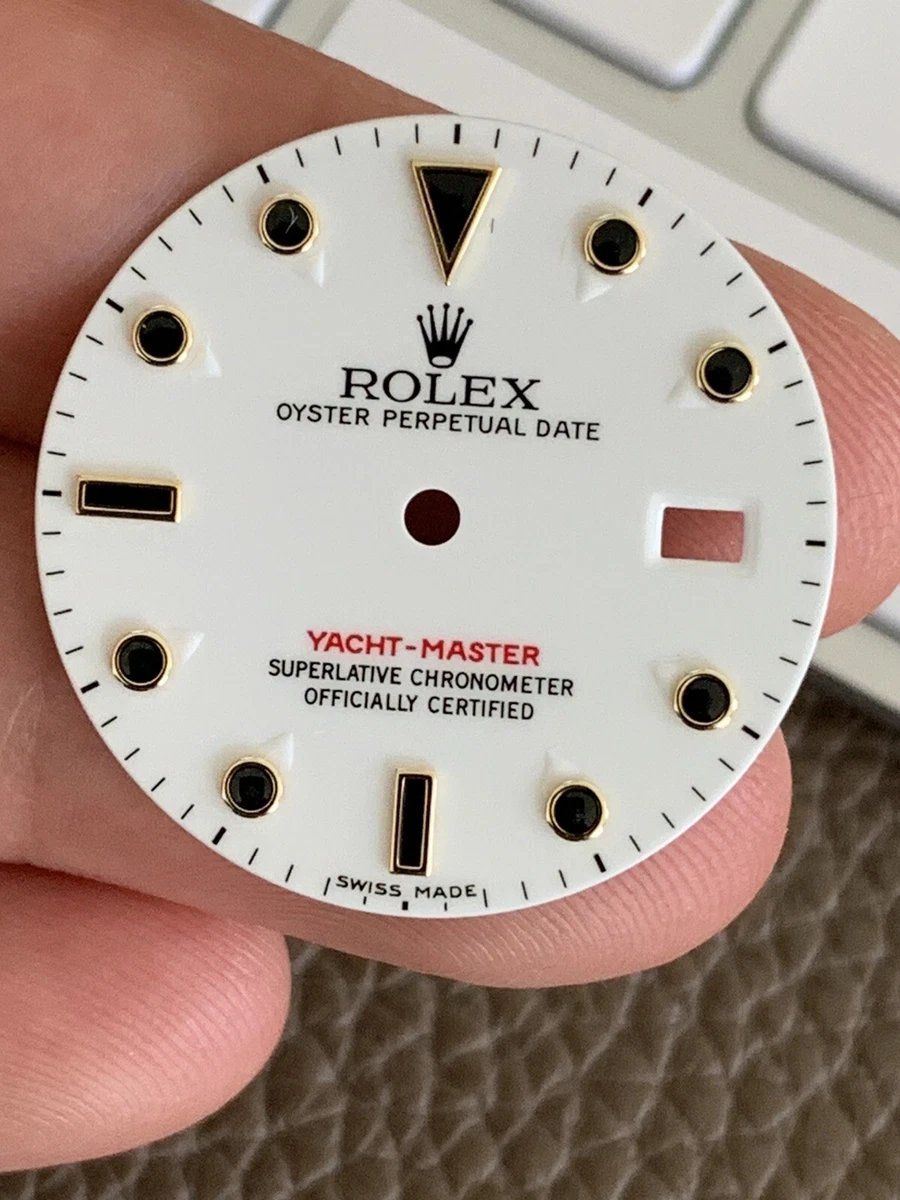 ROLEX
OYSTER PERPETUAL DATE
YACHT-MASTER
SUPERLATIVE CHRONOMETER
OFFICIALLY CERTIFIED
SWISS MADE